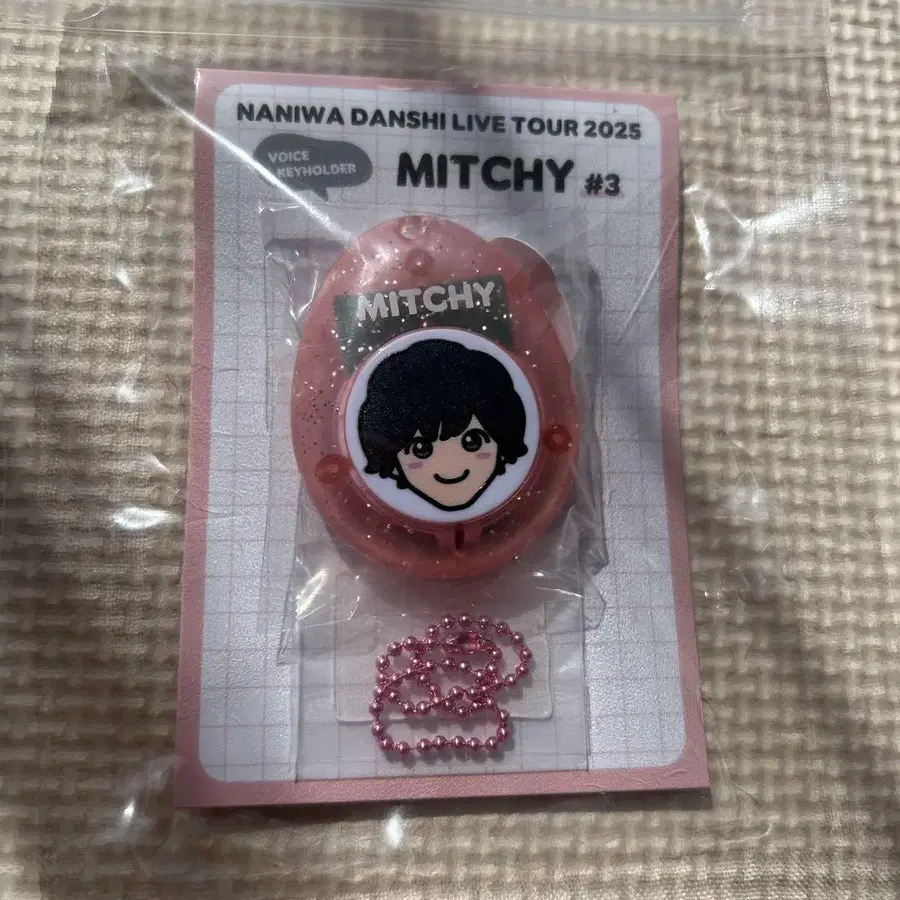 NANIWA DANSHI LIVE TOUR 2025
VOICE
KEYHOLDER
MITCHY #3
MITCHY